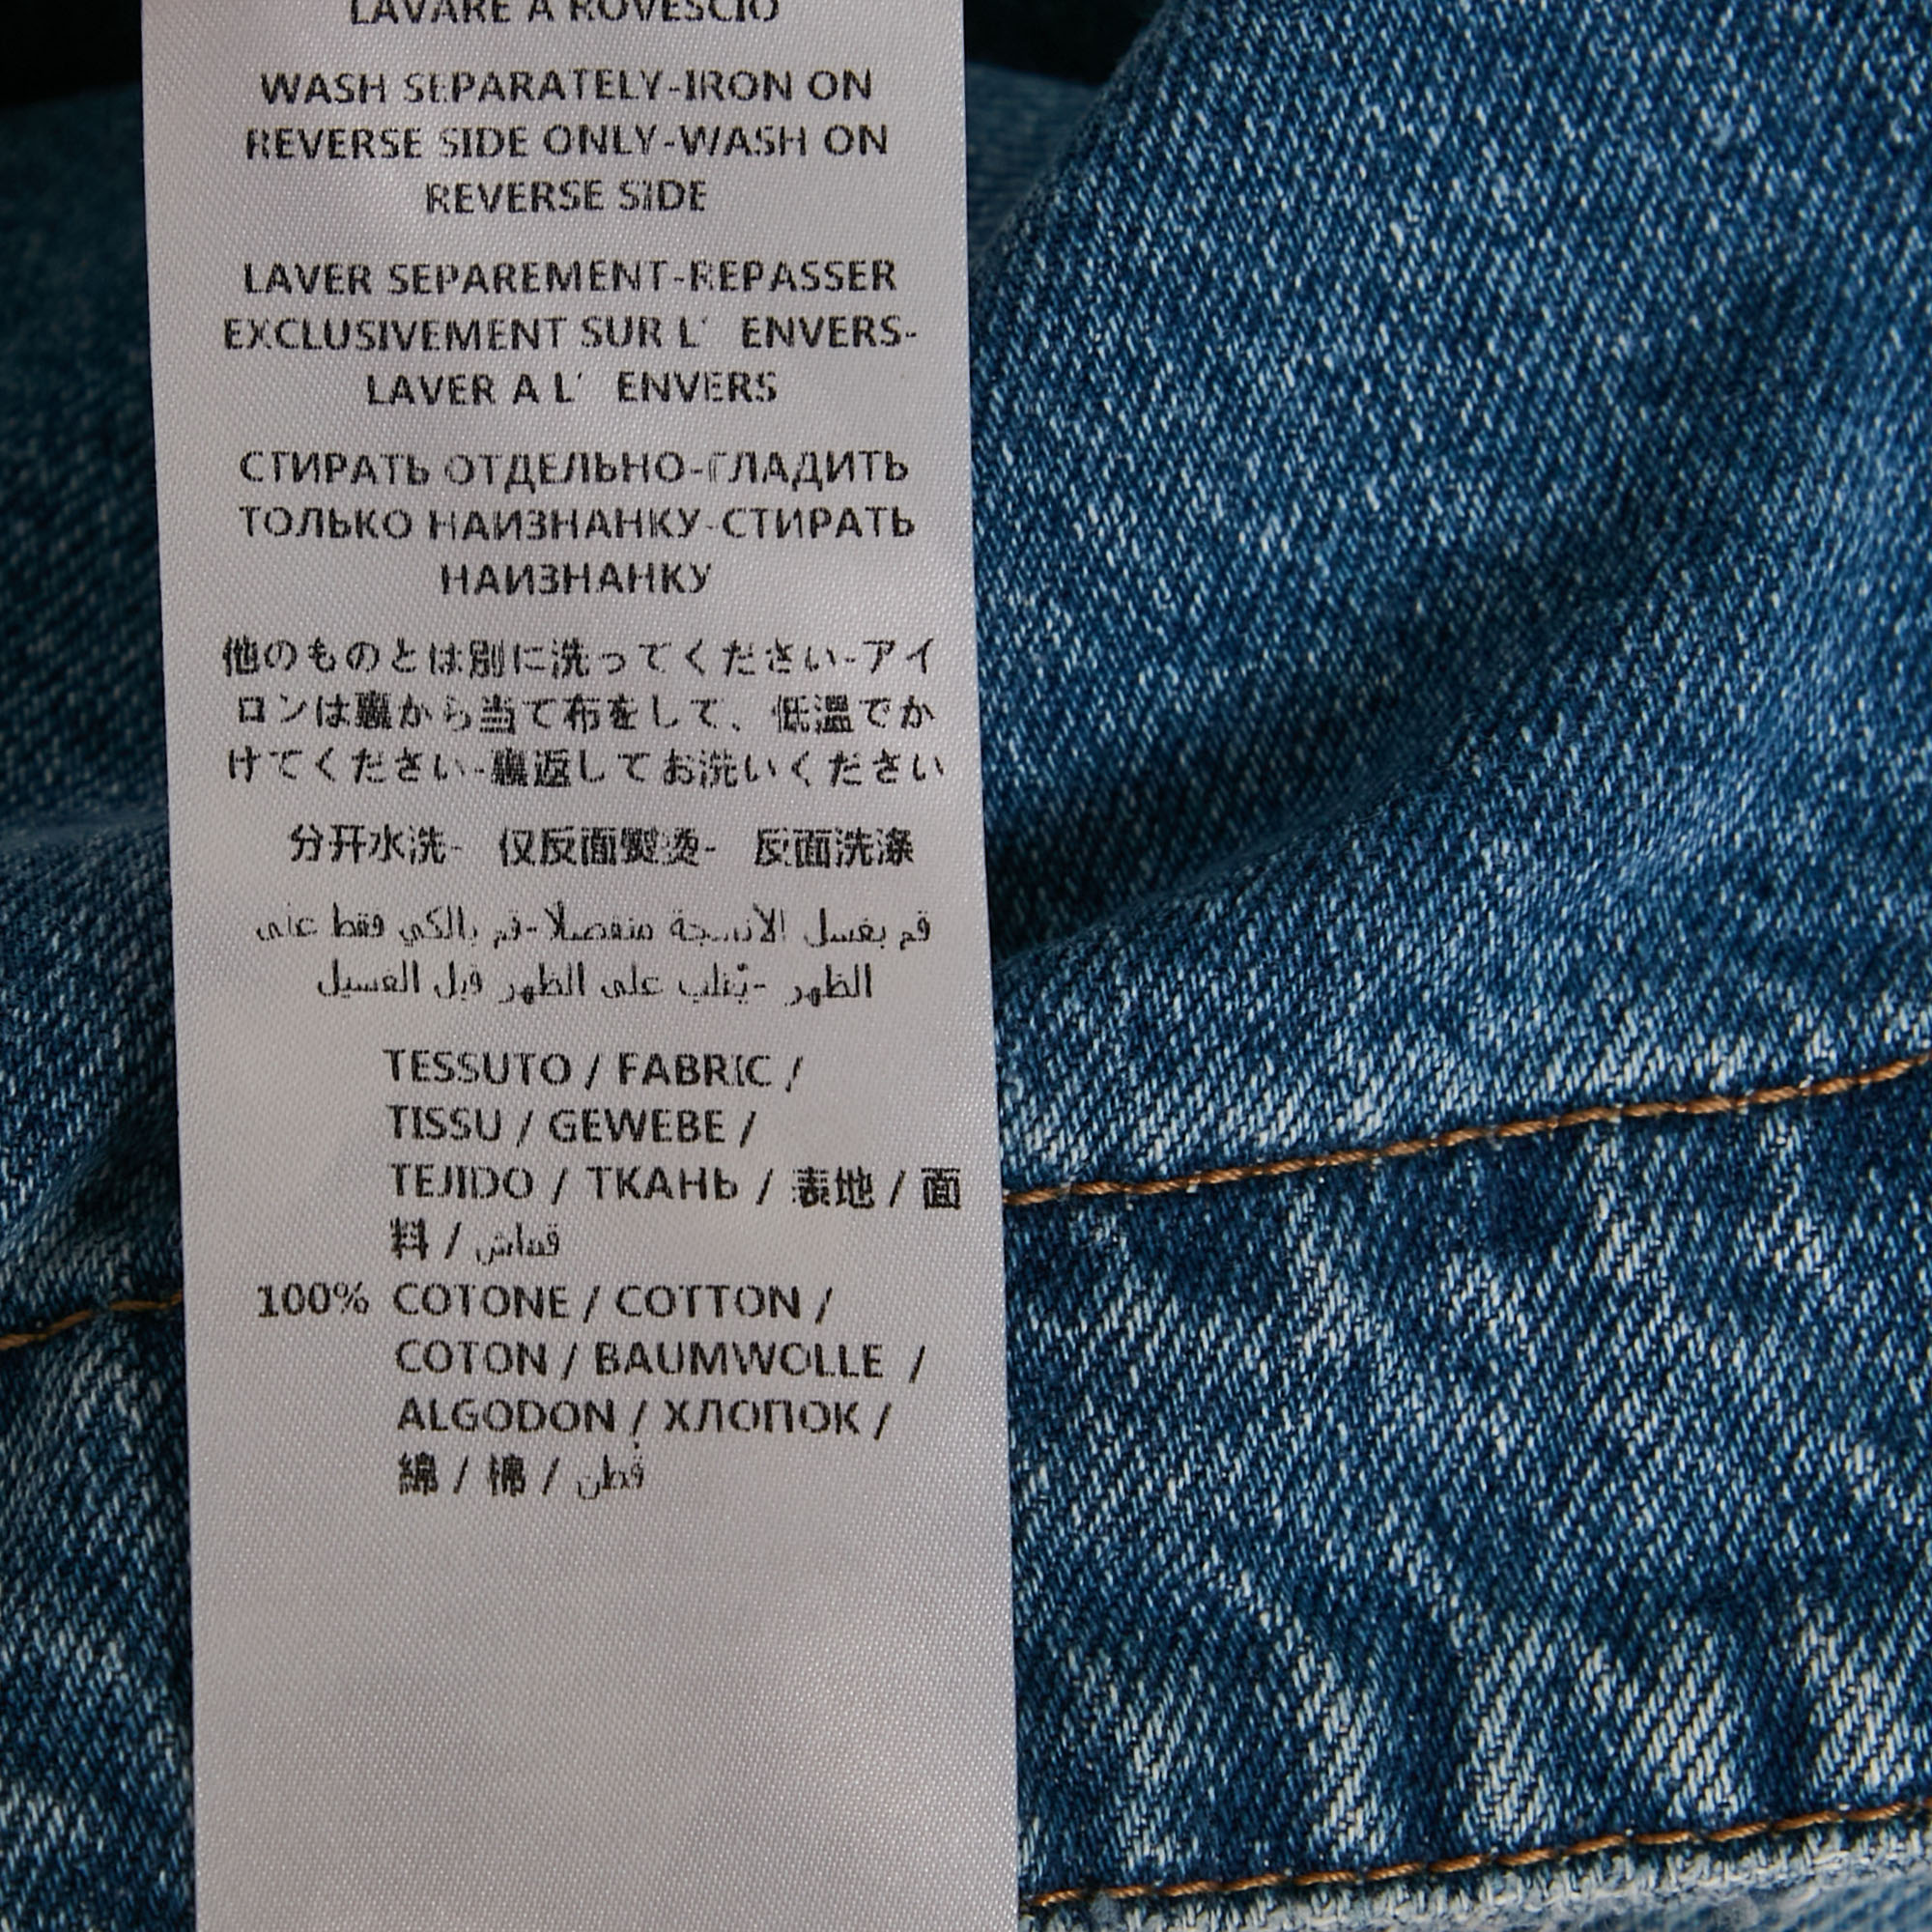 LAVARE A ROVESCIO
WASH SEPARATELY-IRON ON
REVERSE SIDE ONLY-WASH ON
REVERSE SIDE
LAVER SEPAREMENT-REPASSER
EXCLUSIVEMENT SUR L' ENVERS-
LAVER A L' ENVERS
СТИРАТЬ ОТДЕЛЬНО-ГЛАДИТЬ
ТОЛЬКО НАИЗНАНКУ-СТИРАТЬ
НАИЗНАНКУ
他のものとは別に洗ってください-アイ
ロンは裏から当て布をして、低温でか
けてください-裏返してお洗いください
分开水洗- 仅反面熨烫- 反面洗涤
قم بغسل الأنسجة منفصلًا-قم بالكي فقط على
الظهر -يُقلب على الظهر قبل الغسيل
TESSUTO / FABRIC /
TISSU / GEWEBE /
TEJIDO / ТКАНЬ / 表地 / 面
料 / قماش
100% COTONE / COTTON /
COTON / BAUMWOLLE /
ALGODON / ХЛОПОК /
綿 / 棉 / قُطن